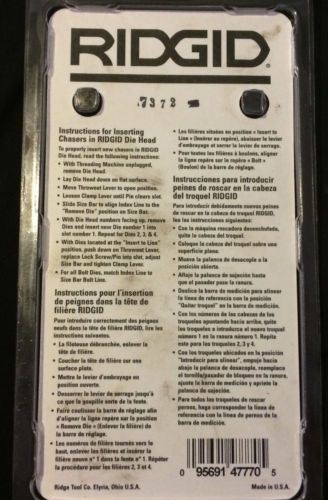 RIDGID®
7372
Instructions for Inserting
Chasers in RIDGID Die Head
To properly insert new chasers in RIDGID
Die Head, read the following instructions:
• With Threading Machine unplugged,
remove Die Head.
• Lay Die Head down on flat surface.
• Move Throwout Lever to open position.
• Loosen Clamp Lever until Pin clears slot.
• Slide Size Bar to align Index Line to the
"Remove Die" position on Size Bar.
• With Die Head numbers facing up, remove
Dies and insert new Die number 1 into
slot number 1. Repeat for Dies 2, 3 & 4.
• With Dies located at the "Insert to Line"
position, push down on Throwout Lever,
replace Lock Screw/Pin into slot, adjust
Size Bar and tighten Clamp Lever.
• For all Bolt Dies, match Index Line to
Size Bar Bolt Line.
Instructions pour l'insertion
de peignes dans la tête de
filière RIDGID
Pour introduire correctement des peignes
neufs dans la tête de filière RIDGID, lire les
instructions suivantes.
• La fileteuse débranchée, enlever la
tête de filière.
• Coucher la tête de filière sur une
surface plate.
• Mettre le levier d'embrayage en
position ouverte.
• Desserrer le levier de serrage jusqu'à
ce que la goupille sorte de la fente.
• Faire coulisser la barre de réglage afin
d'aligner la ligne repère sur la position
« Remove Die » (Enlever la filière) de
la barre de réglage.
• Les numéros de filière tournés vers le
haut, enlever les filières et insérer la
filière neuve n° 1 dans la fente n° 1. Répéter
la procédure pour les filières 2, 3 et 4.
• Les filières situées en position « Insert to
Line » (Insérer au repère), abaisser le levier
d'embrayage et serrer le levier de serrage.
• Pour toutes les filières à boulons, aligner
la ligne repère sur le repère « Bolt »
(Boulon) de la barre de réglage.
Instrucciones para introducir
peines de roscar en la cabeza
del troquel RIDGID
Para introducir debidamente nuevos peines
de roscar en la cabeza del troquel RIDGID,
lea las instrucciones siguientes:
• Con la máquina roscadora desenchufada,
quite la cabeza del troquel.
• Coloque la cabeza del troquel sobre una
superficie plana.
• Mueva la palanca de desacople a la
posición abierta.
• Afloje la palanca de sujeción hasta
que el pasador pase la ranura.
• Deslice la barra de medición para alinear
la línea de referencia con la posición
"Quitar troquel" en la barra de medición.
• Con los números de las cabezas de los
troqueles apuntando hacia arriba, quite
los troqueles e introduzca el nuevo troquel
número 1 en la ranura número 1. Repita
este paso para los troqueles 2, 3 y 4.
• Con los troqueles ubicados en la posición
"Introducir para alinear", empuje hacia
abajo la palanca de desacople, reemplace
el tornillo/pasador de bloqueo en la ranura,
ajuste la barra de medición y apriete la
palanca de sujeción.
• Para todos los troqueles de roscar
pernos, haga corresponder la línea de
referencia con la línea de perno de la
barra de medición.
0 95691 47770 5
Ridge Tool Co. Elyria, Ohio U.S.A.
Made in U.S.A.